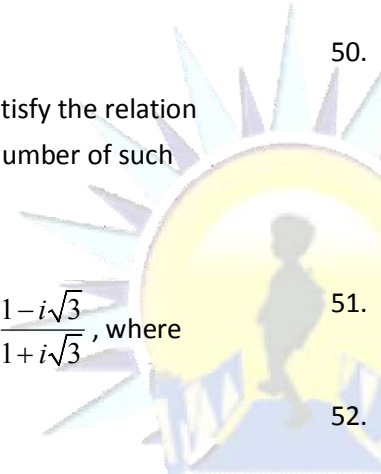 50.
tisfy the relation
umber of such
1−i√3
51.
1+i√3 , where
52.